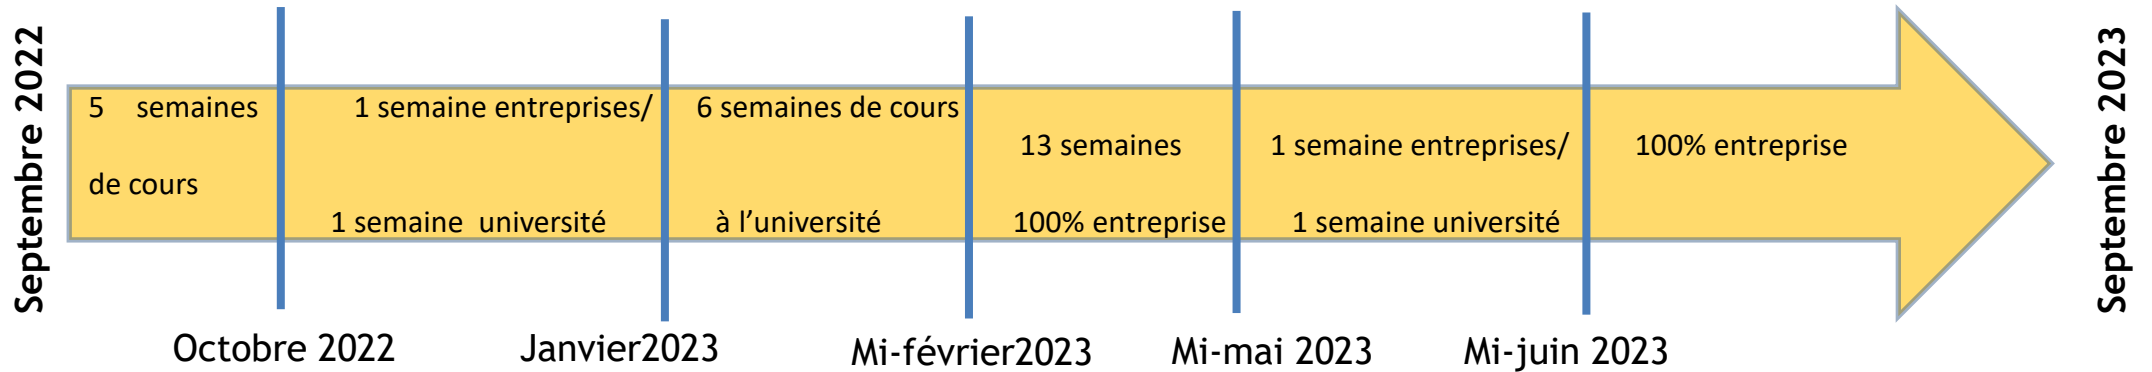 Septembre 2022
5 semaines
de cours
1 semaine entreprises/
1 semaine université
6 semaines de cours
à l’université
13 semaines
100% entreprise
1 semaine entreprises/
1 semaine université
100% entreprise
Septembre 2023
Octobre 2022
Janvier2023
Mi-février2023
Mi-mai 2023
Mi-juin 2023